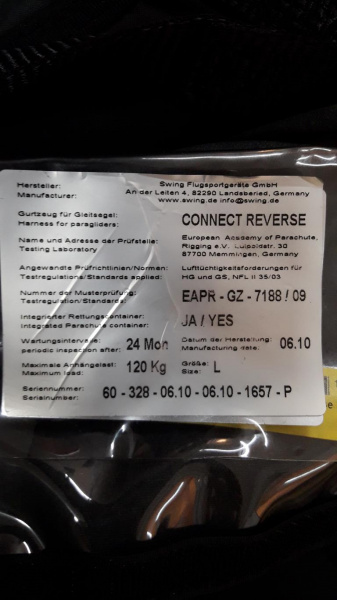 Hersteller: Swing Flugsportgeräte GmbH
Manufacturer: An der Leiten 4, 82290 Landsberied, Germany
www.swing.de info@swing.de
Gurtzeug für Gleitsegel: CONNECT REVERSE
Harness for paragliders:
Name und Adresse der Prüfstelle: European Academy of Parachute
Testing Laboratory Rigging e.V. Luipoldstr. 30
87700 Memmingen, Germany
Angewandte Prüfrichtlinien/Normen: Lufttüchtigkeitsforderungen für
Testregulations/Standards applied: HG und GS, NFL II 35/03
Nummer der Musterprüfung: EAPR - GZ - 7188 / 09
Testregulation/Standards:
Integrierter Rettungscontainer: JA / YES
Integrated Parachute container:
Wartungsintervalle: 24 Mon Datum der Herstellung: 06.10
periodic inspection after: Manufacturing date:
Maximale Anhängelast: 120 Kg Größe: L
Maximum load: Size:
Seriennummer: 60 - 328 - 06.10 - 06.10 - 1657 - P
Serialnumber: